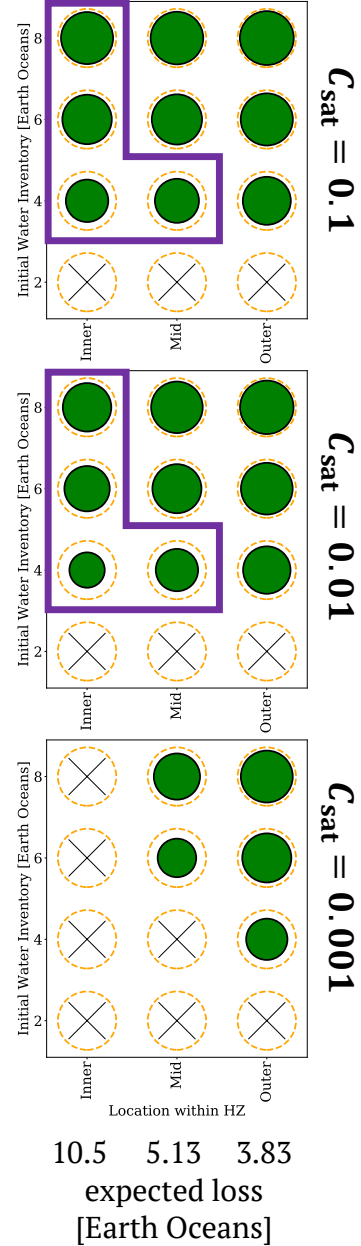 C_sat = 0.1
Initial Water Inventory [Earth Oceans]
8
6
4
2
Inner
Mid
Outer
C_sat = 0.01
Initial Water Inventory [Earth Oceans]
8
6
4
2
Inner
Mid
Outer
C_sat = 0.001
Initial Water Inventory [Earth Oceans]
8
6
4
2
Inner
Mid
Outer
Location within HZ
10.5 5.13 3.83
expected loss
[Earth Oceans]